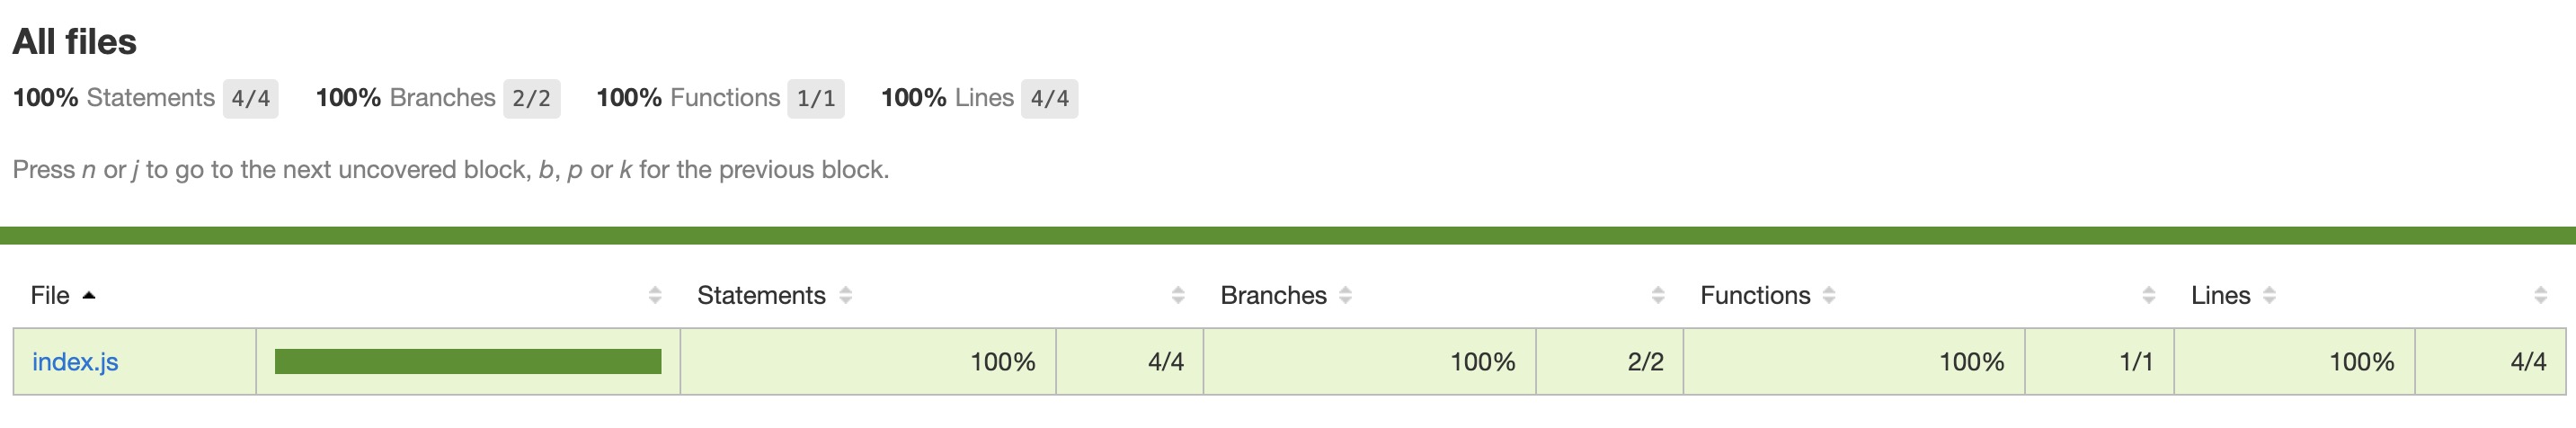 All files
100% Statements 4/4 100% Branches 2/2 100% Functions 1/1 100% Lines 4/4
Press n or j to go to the next uncovered block, b, p or k for the previous block.
File Statements Branches Functions Lines
index.js 100% 4/4 100% 2/2 100% 1/1 100% 4/4